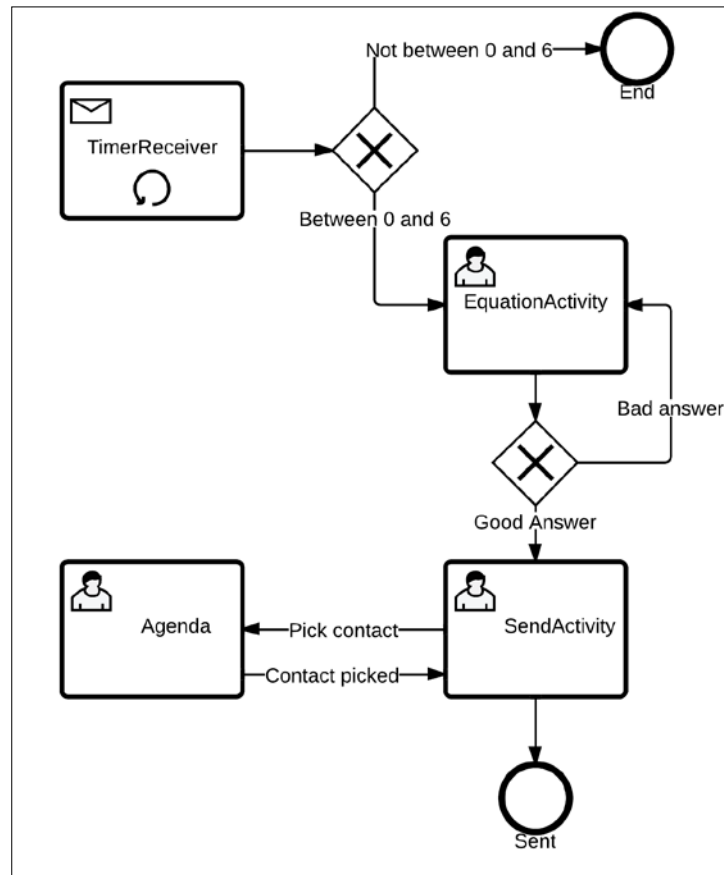 Not between 0 and 6
End
TimerReceiver
Between 0 and 6
EquationActivity
Bad answer
Good Answer
Agenda
Pick contact
SendActivity
Contact picked
Sent